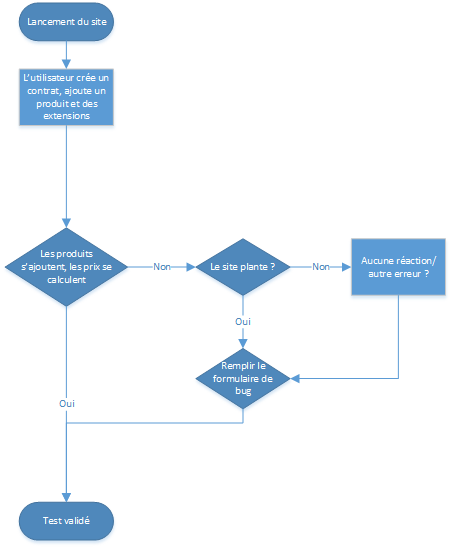 Lancement du site
L'utilisateur crée un
contrat, ajoute un
produit et des
extensions
Les produits
s'ajoutent, les prix se
calculent
Non
Le site plante ?
Non
Aucune réaction/
autre erreur ?
Oui
Remplir le
formulaire de
bug
Oui
Test validé